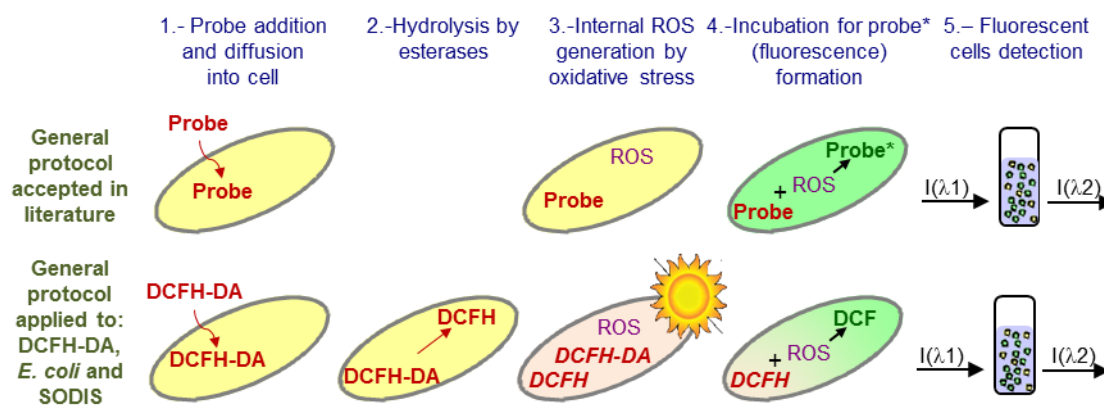 1.- Probe addition
and diffusion
into cell
2.-Hydrolysis by
esterases
3.-Internal ROS
generation by
oxidative stress
4.-Incubation for probe*
(fluorescence)
formation
5.– Fluorescent
cells detection
General
protocol
accepted in
literature
Probe
Probe
ROS
Probe
Probe*
+ ROS
Probe
I(λ1)
I(λ2)
General
protocol
applied to:
DCFH-DA,
E. coli and
SODIS
DCFH-DA
DCFH-DA
DCFH
DCFH-DA
ROS
DCFH-DA
DCFH
DCF
+ ROS
DCFH
I(λ1)
I(λ2)